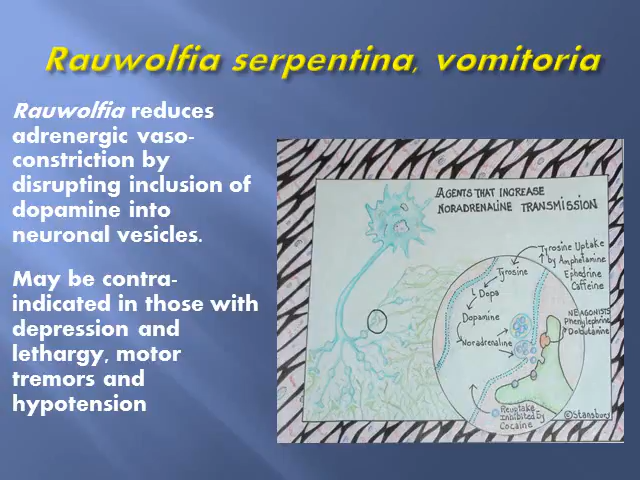 Rauwolfia serpentina, vomitoria
Rauwolfia reduces
adrenergic vaso-
constriction by
disrupting inclusion of
dopamine into
neuronal vesicles.
May be contra-
indicated in those with
depression and
lethargy, motor
tremors and
hypotension
AGENTS THAT INCREASE
NORADRENALINE TRANSMISSION
Tyrosine Uptake
by Amphetamine
Ephedrine
Caffeine
Tyrosine
L Dopa
Dopamine
Noradrenaline
NE AGONISTS
Phenylephrine
Dobutamine
Reuptake
Inhibited By
Cocaine
© Stansbury